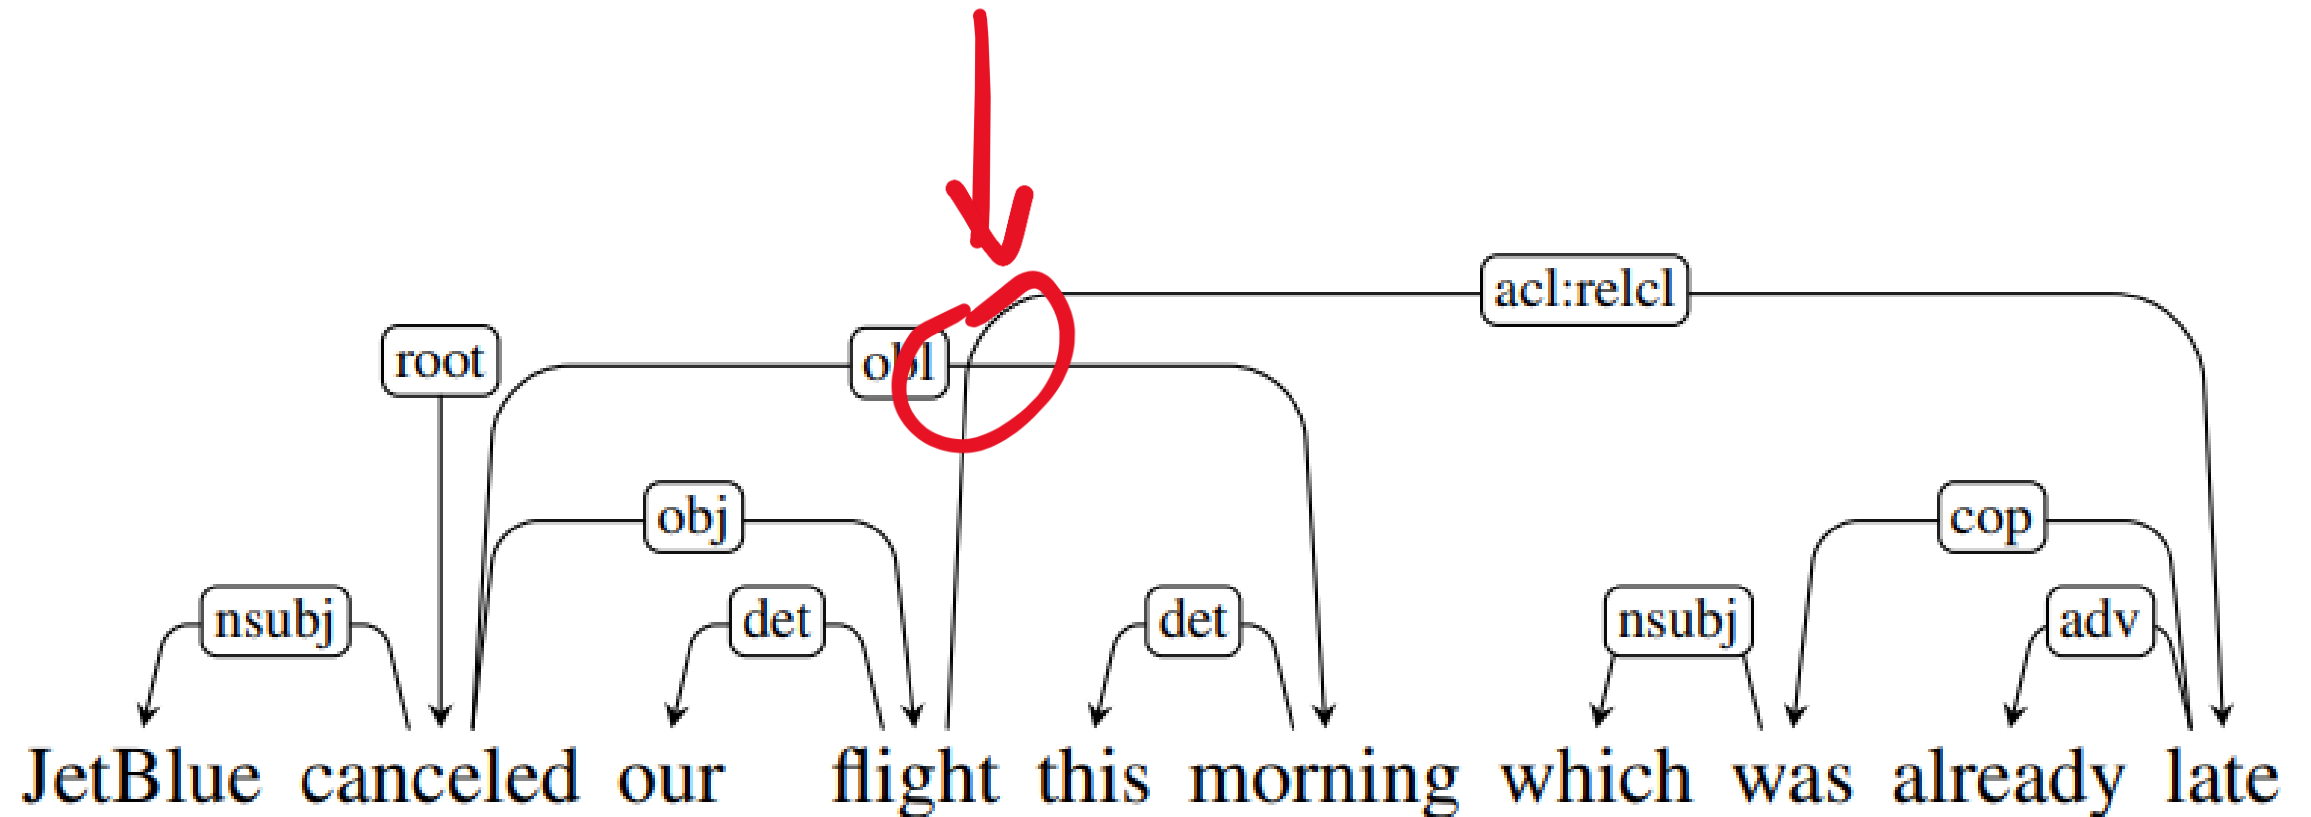 acl:relcl
root obl
obj cop
nsubj det det nsubj adv
JetBlue canceled our flight this morning which was already late